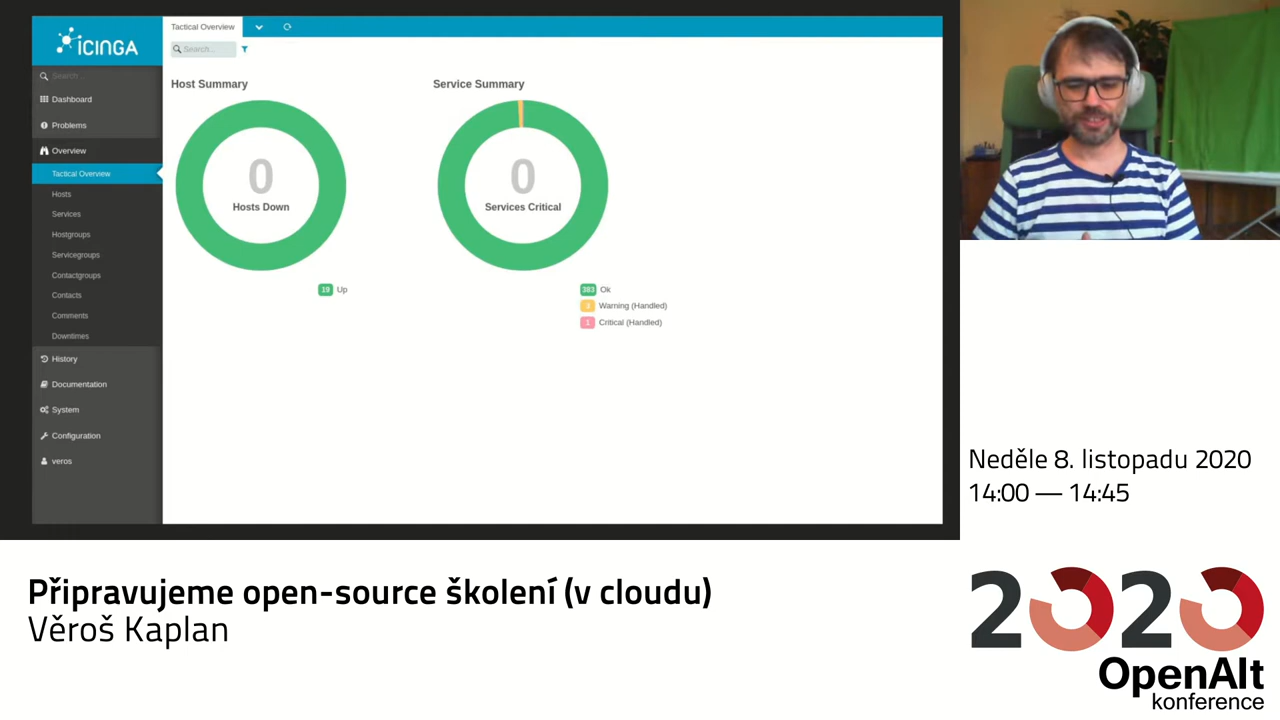 icinga
Search ...
Dashboard
Problems
Overview
Tactical Overview
Hosts
Services
Hostgroups
Servicegroups
Contactgroups
Contacts
Comments
Downtimes
History
Documentation
System
Configuration
veros
Tactical Overview
Search...
Host Summary
0
Hosts Down
19 Up
Service Summary
0
Services Critical
383 Ok
Warning (Handled)
1 Critical (Handled)
Neděle 8. listopadu 2020
14:00 — 14:45
Připravujeme open-source školení (v cloudu)
Věroš Kaplan
2020
OpenAlt
konference